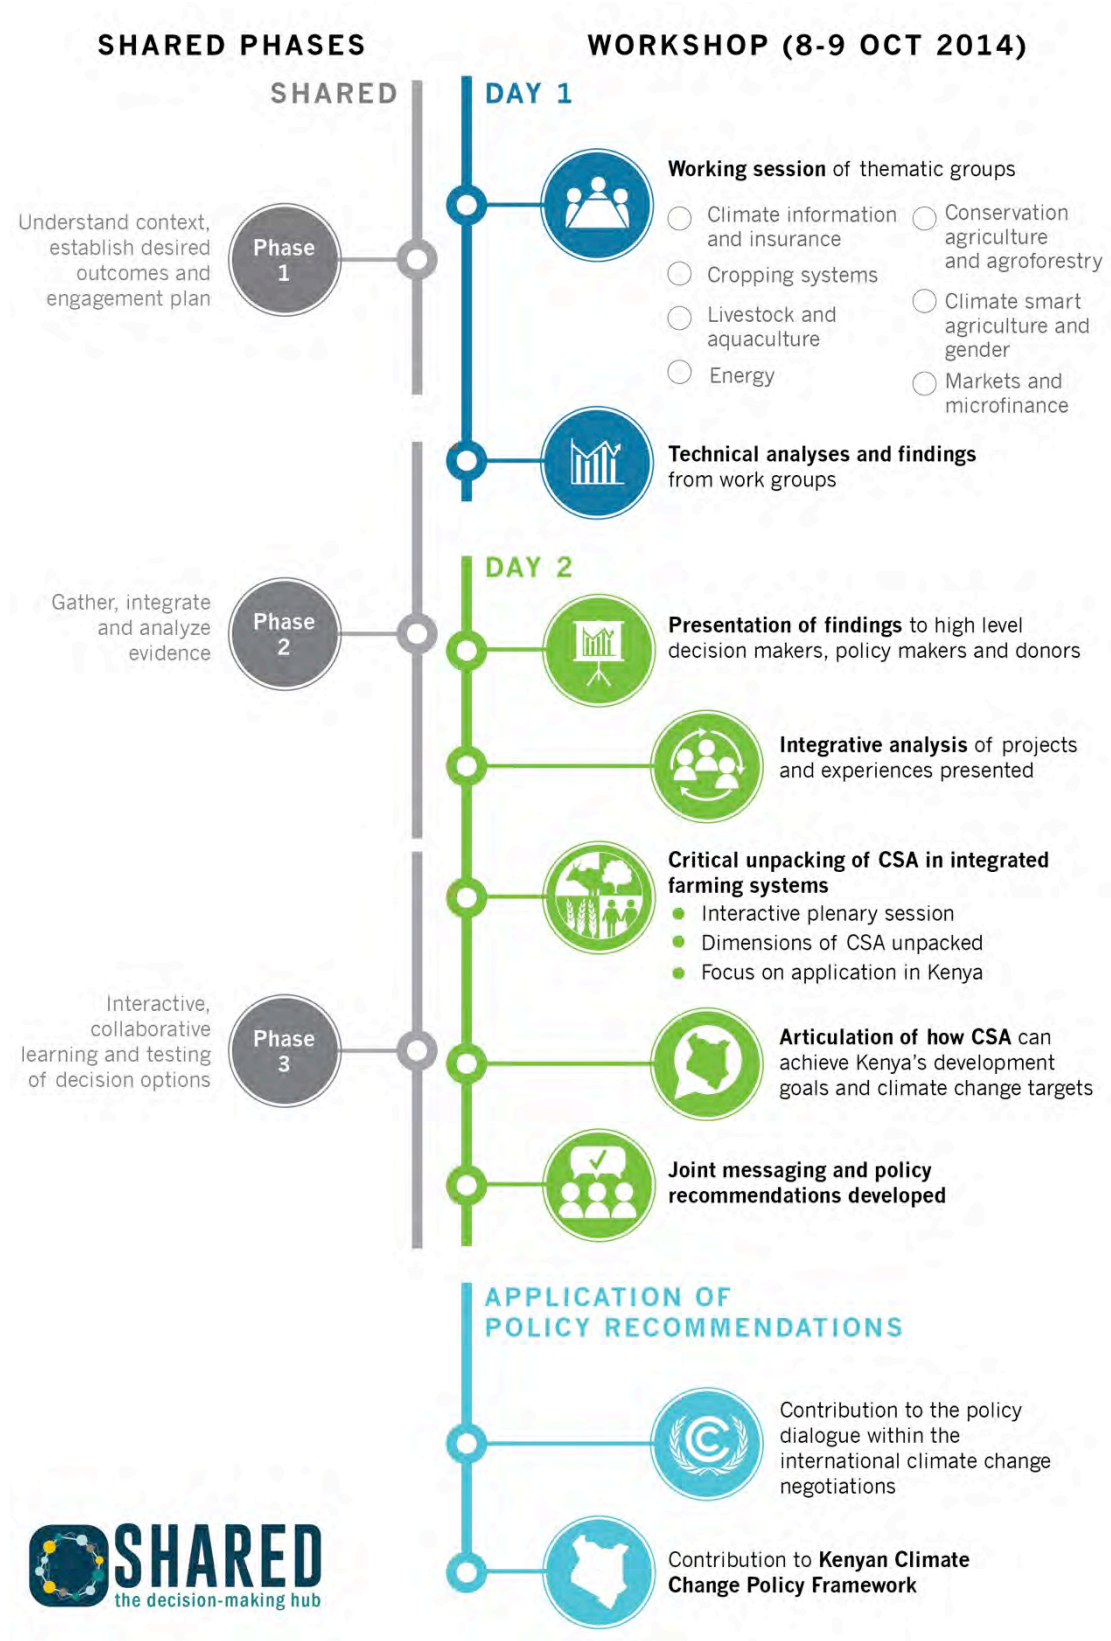 SHARED PHASES
WORKSHOP (8-9 OCT 2014)
SHARED
Understand context,
establish desired
outcomes and
engagement plan
Phase
1
Gather, integrate
and analyze
evidence
Phase
2
Interactive,
collaborative
learning and testing
of decision options
Phase
3
DAY 1
Working session of thematic groups
Climate information
and insurance
Cropping systems
Livestock and
aquaculture
Energy
Conservation
agriculture
and agroforestry
Climate smart
agriculture and
gender
Markets and
microfinance
Technical analyses and findings
from work groups
DAY 2
Presentation of findings to high level
decision makers, policy makers and donors
Integrative analysis of projects
and experiences presented
Critical unpacking of CSA in integrated
farming systems
Interactive plenary session
Dimensions of CSA unpacked
Focus on application in Kenya
Articulation of how CSA can
achieve Kenya's development
goals and climate change targets
Joint messaging and policy
recommendations developed
APPLICATION OF
POLICY RECOMMENDATIONS
Contribution to the policy
dialogue within the
international climate change
negotiations
Contribution to Kenyan Climate
Change Policy Framework
SHARED
the decision-making hub